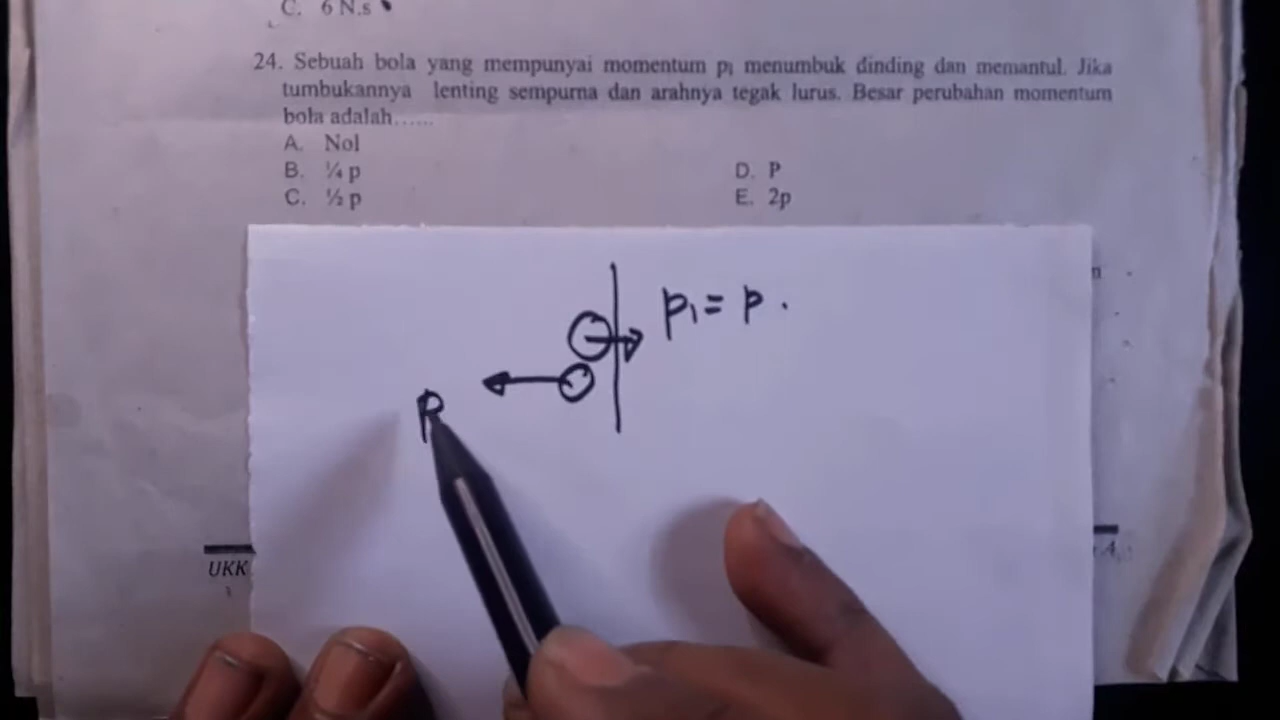 C. 6 N.s
24. Sebuah bola yang mempunyai momentum p₁ menumbuk dinding dan memantul. Jika
tumbukannya lenting sempurna dan arahnya tegak lurus. Besar perubahan momentum
bola adalah......
A. Nol
B. ¼ p
D. P
C. ½ p
E. 2p
p₁ = p .
UKK